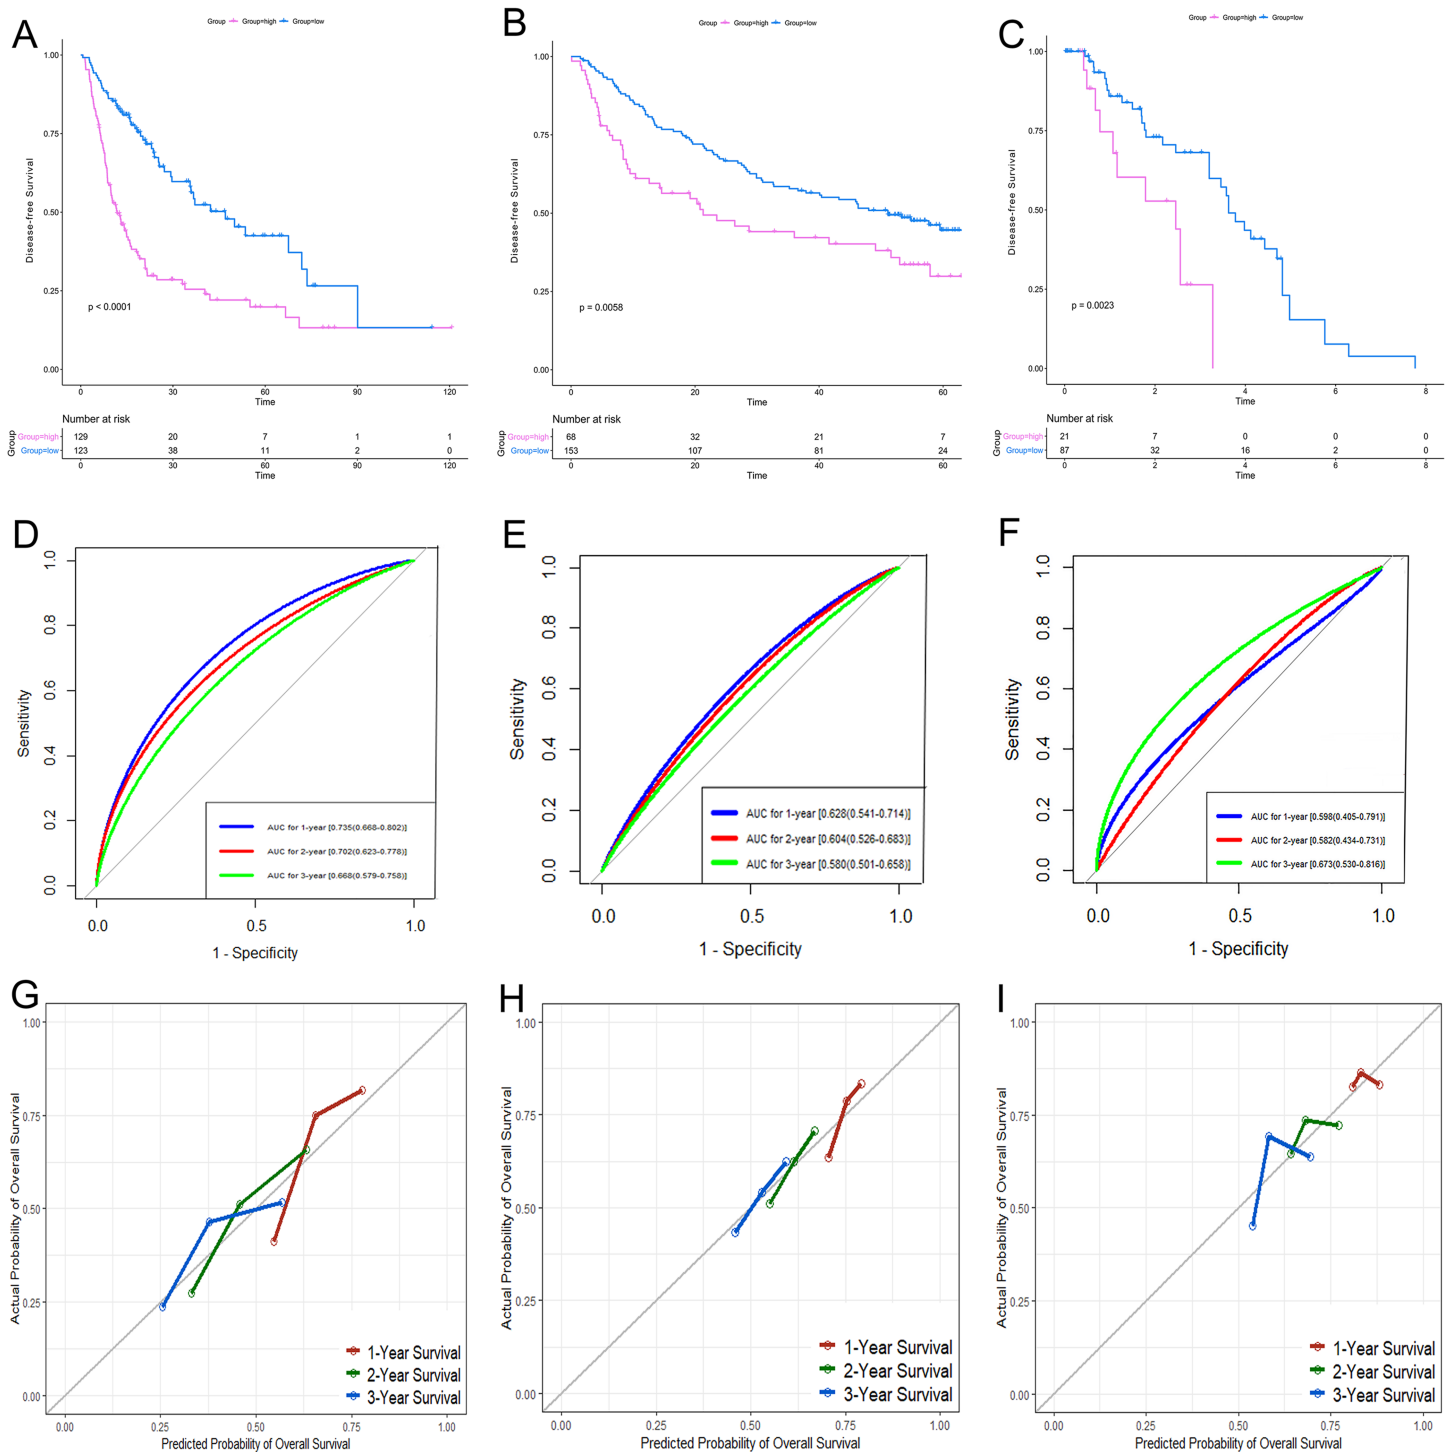 A
Group Group=high Group=low
1.00
0.75
0.50
0.25
0.00
Disease-free Survival
p < 0.0001
0 30 60 90 120
Time
Number at risk
Group
Group=high 129 20 7 1 1
Group=low 123 38 11 2 0
0 30 60 90 120
Time
B
Group Group=high Group=low
1.00
0.75
0.50
0.25
0.00
Disease-free Survival
p = 0.0058
0 20 40 60
Time
Number at risk
Group
Group=high 68 32 21 7
Group=low 153 107 81 24
0 20 40 60
Time
C
Group Group=high Group=low
1.00
0.75
0.50
0.25
0.00
Disease-free Survival
p = 0.0023
0 2 4 6 8
Time
Number at risk
Group
Group=high 21 7 0 0 0
Group=low 87 32 16 2 0
0 2 4 6 8
Time
D
1.0
0.8
0.6
0.4
0.2
0.0
Sensitivity
AUC for 1-year [0.735(0.668-0.802)]
AUC for 2-year [0.702(0.623-0.778)]
AUC for 3-year [0.668(0.579-0.758)]
0.0 0.5 1.0
1 - Specificity
E
1.0
0.8
0.6
0.4
0.2
0.0
Sensitivity
AUC for 1-year [0.628(0.541-0.714)]
AUC for 2-year [0.604(0.526-0.683)]
AUC for 3-year [0.580(0.501-0.658)]
0.0 0.5 1.0
1 - Specificity
F
1.0
0.8
0.6
0.4
0.2
0.0
Sensitivity
AUC for 1-year [0.598(0.405-0.791)]
AUC for 2-year [0.582(0.434-0.731)]
AUC for 3-year [0.673(0.530-0.816)]
0.0 0.5 1.0
1 - Specificity
G
1.00
0.75
0.50
0.25
0.00
Actual Probability of Overall Survival
1-Year Survival
2-Year Survival
3-Year Survival
0.00 0.25 0.50 0.75 1.00
Predicted Probability of Overall Survival
H
1.00
0.75
0.50
0.25
0.00
Actual Probability of Overall Survival
1-Year Survival
2-Year Survival
3-Year Survival
0.00 0.25 0.50 0.75 1.00
Predicted Probability of Overall Survival
I
1.00
0.75
0.50
0.25
0.00
Actual Probability of Overall Survival
1-Year Survival
2-Year Survival
3-Year Survival
0.00 0.25 0.50 0.75 1.00
Predicted Probability of Overall Survival